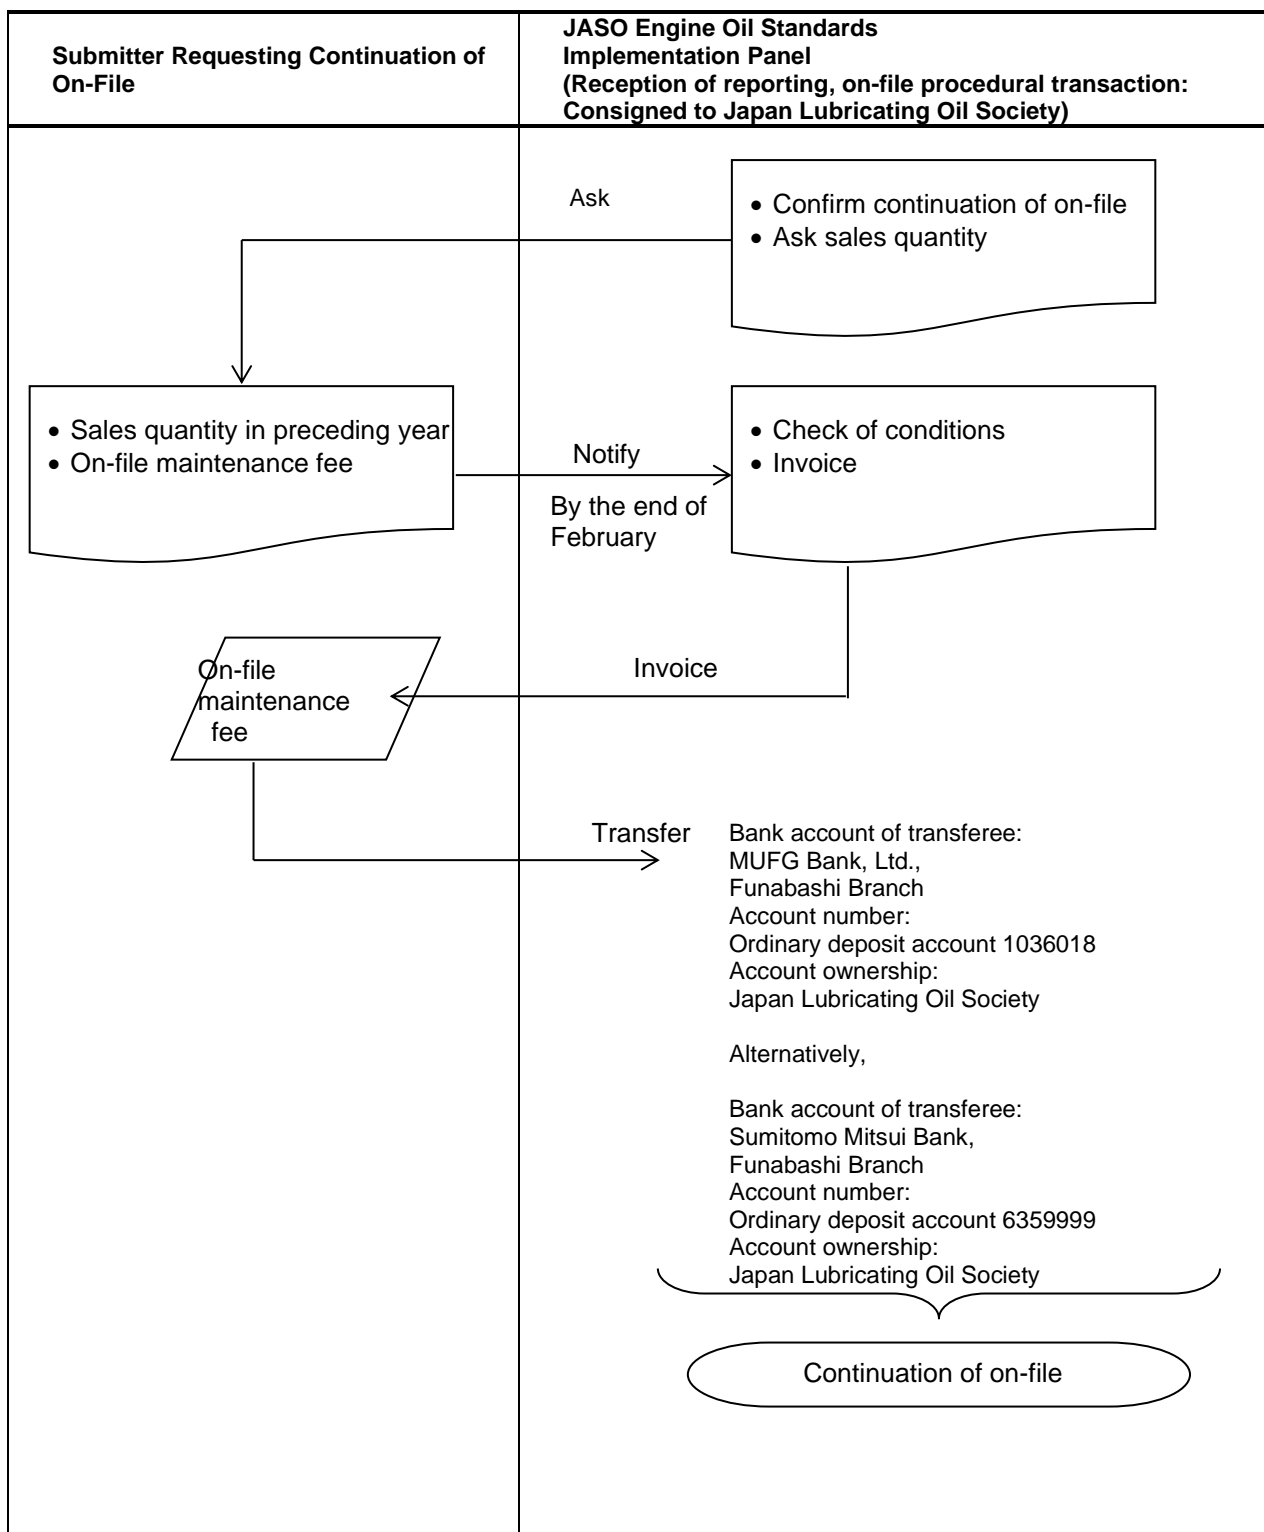 Submitter Requesting Continuation of
On-File
JASO Engine Oil Standards
Implementation Panel
(Reception of reporting, on-file procedural transaction:
Consigned to Japan Lubricating Oil Society)
Ask
• Confirm continuation of on-file
• Ask sales quantity
• Sales quantity in preceding year
• On-file maintenance fee
Notify
By the end of
February
• Check of conditions
• Invoice
On-file
maintenance
fee
Invoice
Transfer
Bank account of transferee:
MUFG Bank, Ltd.,
Funabashi Branch
Account number:
Ordinary deposit account 1036018
Account ownership:
Japan Lubricating Oil Society
Alternatively,
Bank account of transferee:
Sumitomo Mitsui Bank,
Funabashi Branch
Account number:
Ordinary deposit account 6359999
Account ownership:
Japan Lubricating Oil Society
Continuation of on-file